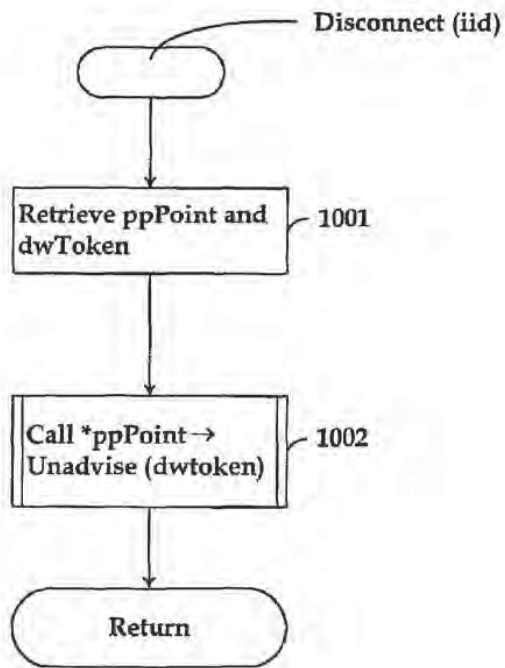 Disconnect (iid)
Retrieve ppPoint and
dwToken
1001
Call *ppPoint →
Unadvise (dwtoken)
1002
Return